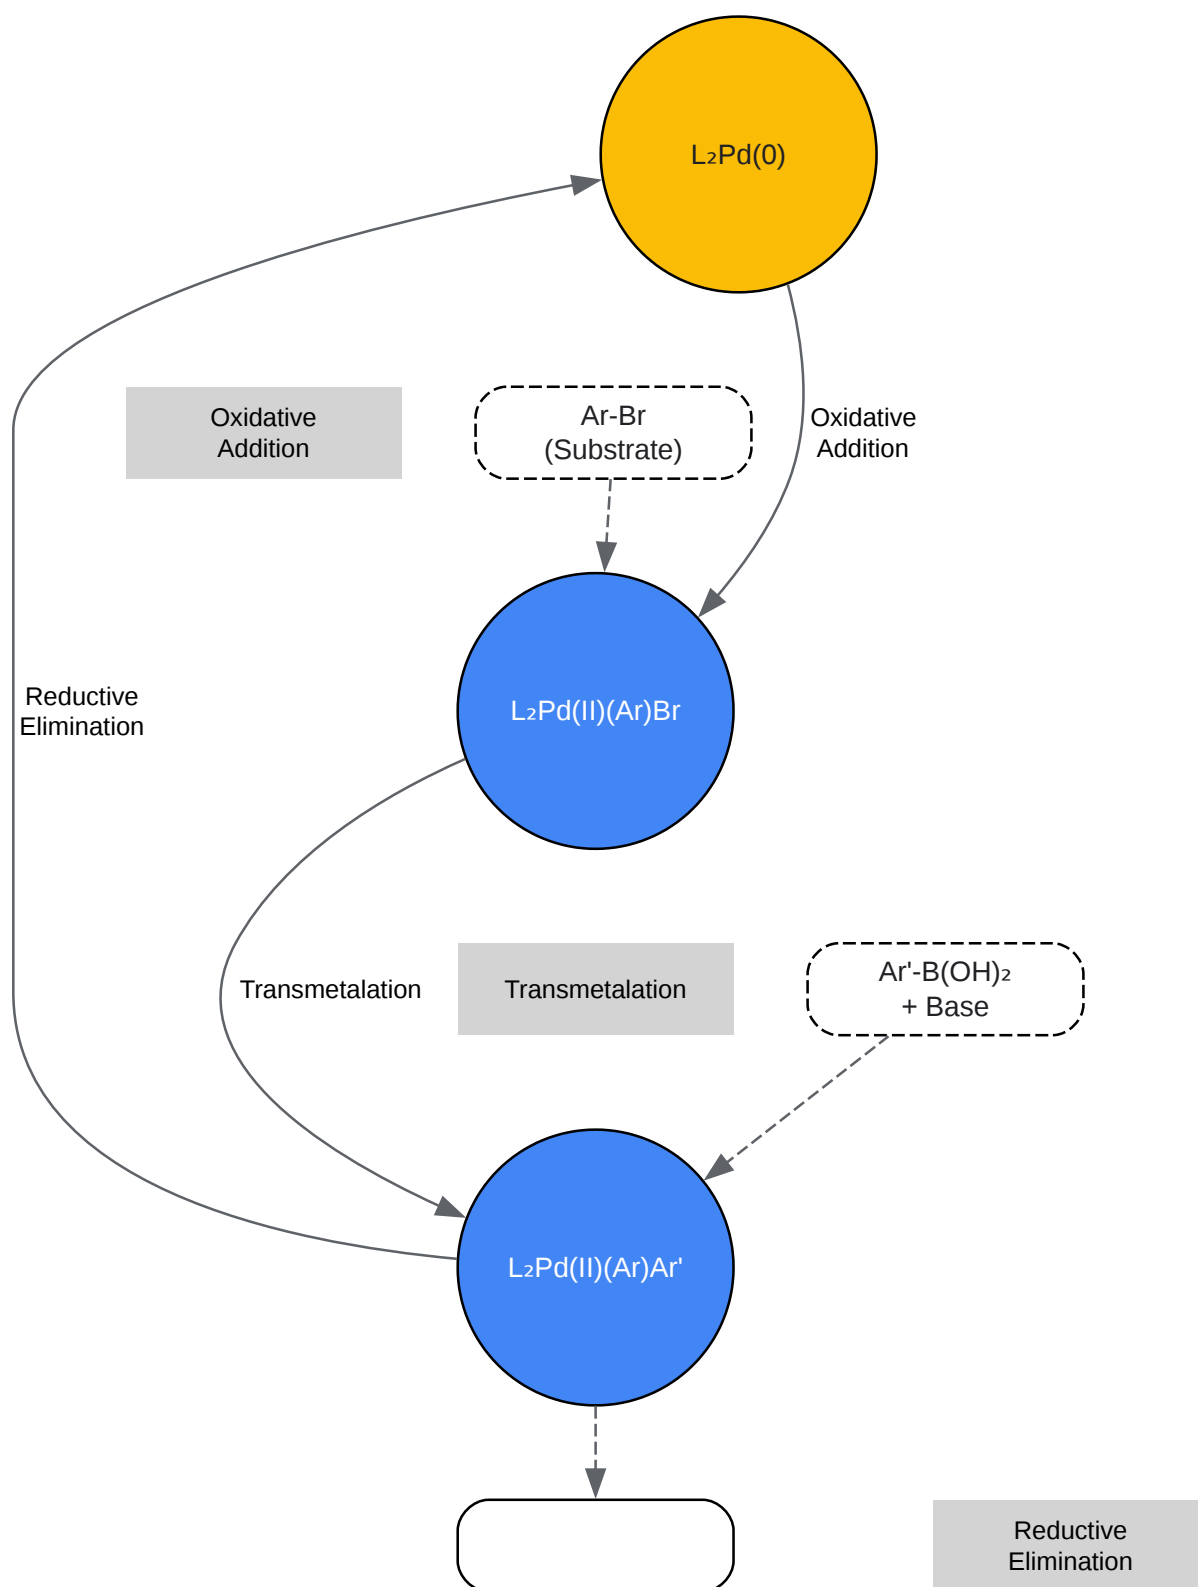 L₂Pd(0)
Oxidative
Addition
Ar-Br
(Substrate)
Oxidative
Addition
Reductive
Elimination
L₂Pd(II)(Ar)Br
Transmetalation
Transmetalation
Ar'-B(OH)₂
+ Base
L₂Pd(II)(Ar)Ar'
Reductive
Elimination